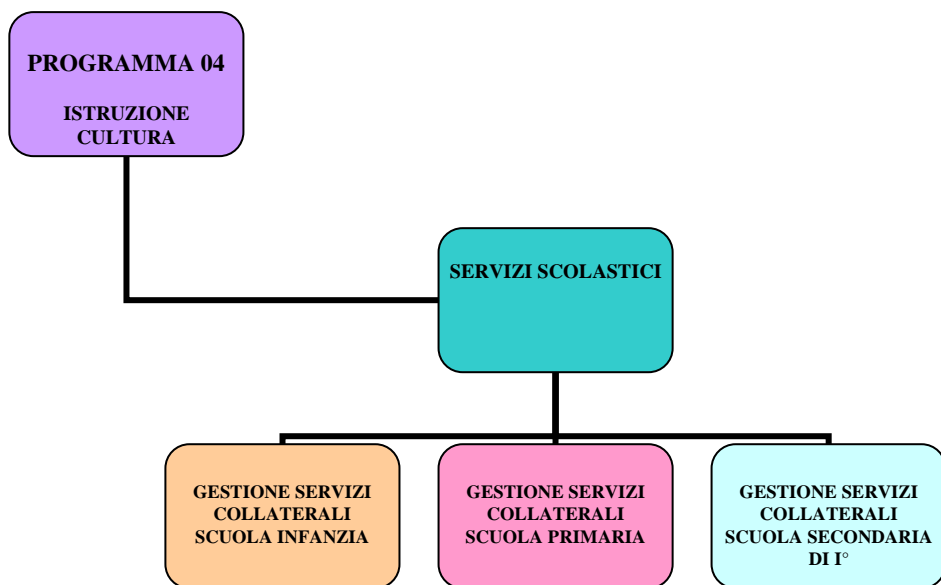 PROGRAMMA 04
ISTRUZIONE
CULTURA
SERVIZI SCOLASTICI
GESTIONE SERVIZI
COLLATERALI
SCUOLA INFANZIA
GESTIONE SERVIZI
COLLATERALI
SCUOLA PRIMARIA
GESTIONE SERVIZI
COLLATERALI
SCUOLA SECONDARIA
DI I°